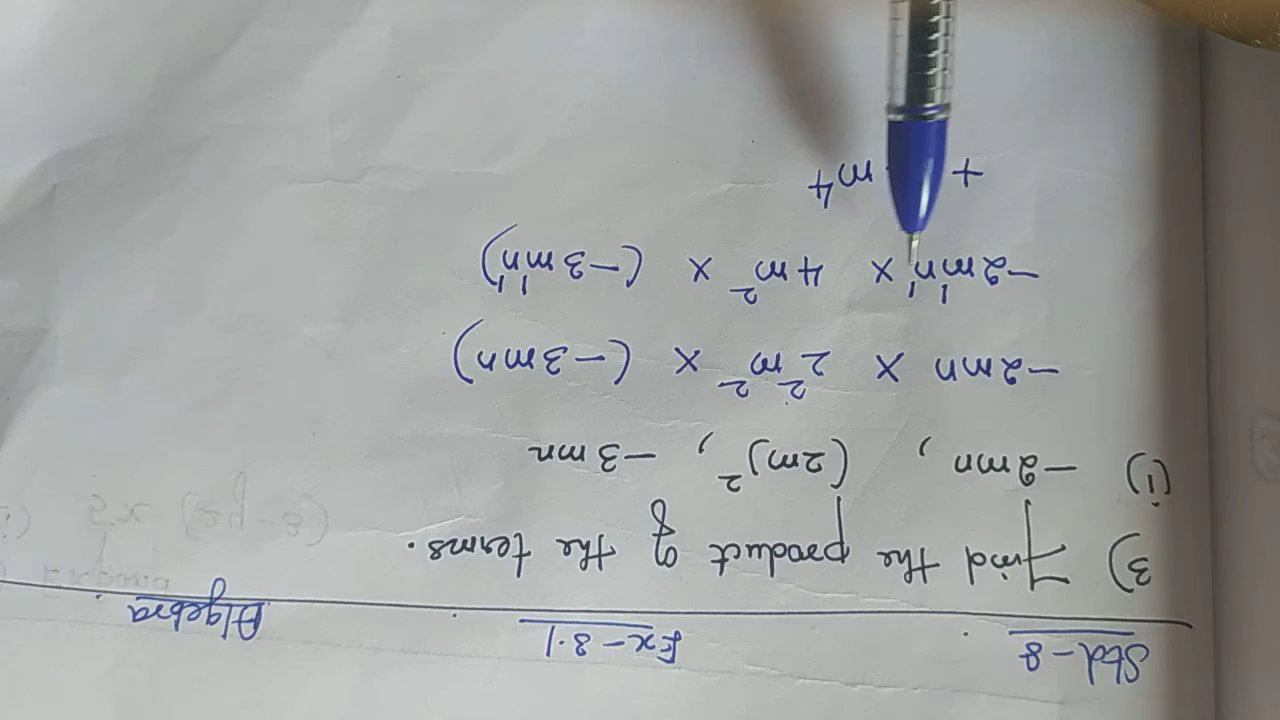 Std-8 Ex-3.1 Algebra
3) Find the product of the terms.
(i) -2mn , (2m)² , -3mn
-2mn × 2²m² × (-3mn)
-2m¹n¹ × 4m² × (-3m¹n¹)
+ m⁴